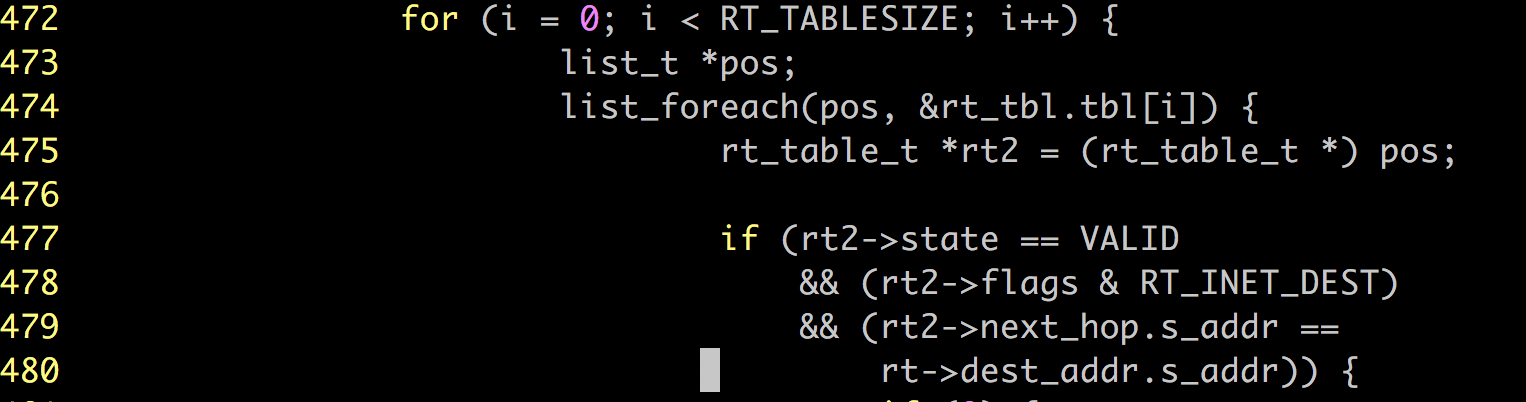 472 for (i = 0; i < RT_TABLESIZE; i++) {
473 list_t *pos;
474 list_foreach(pos, &rt_tbl.tbl[i]) {
475 rt_table_t *rt2 = (rt_table_t *) pos;
476
477 if (rt2->state == VALID
478 && (rt2->flags & RT_INET_DEST)
479 && (rt2->next_hop.s_addr ==
480 rt->dest_addr.s_addr)) {